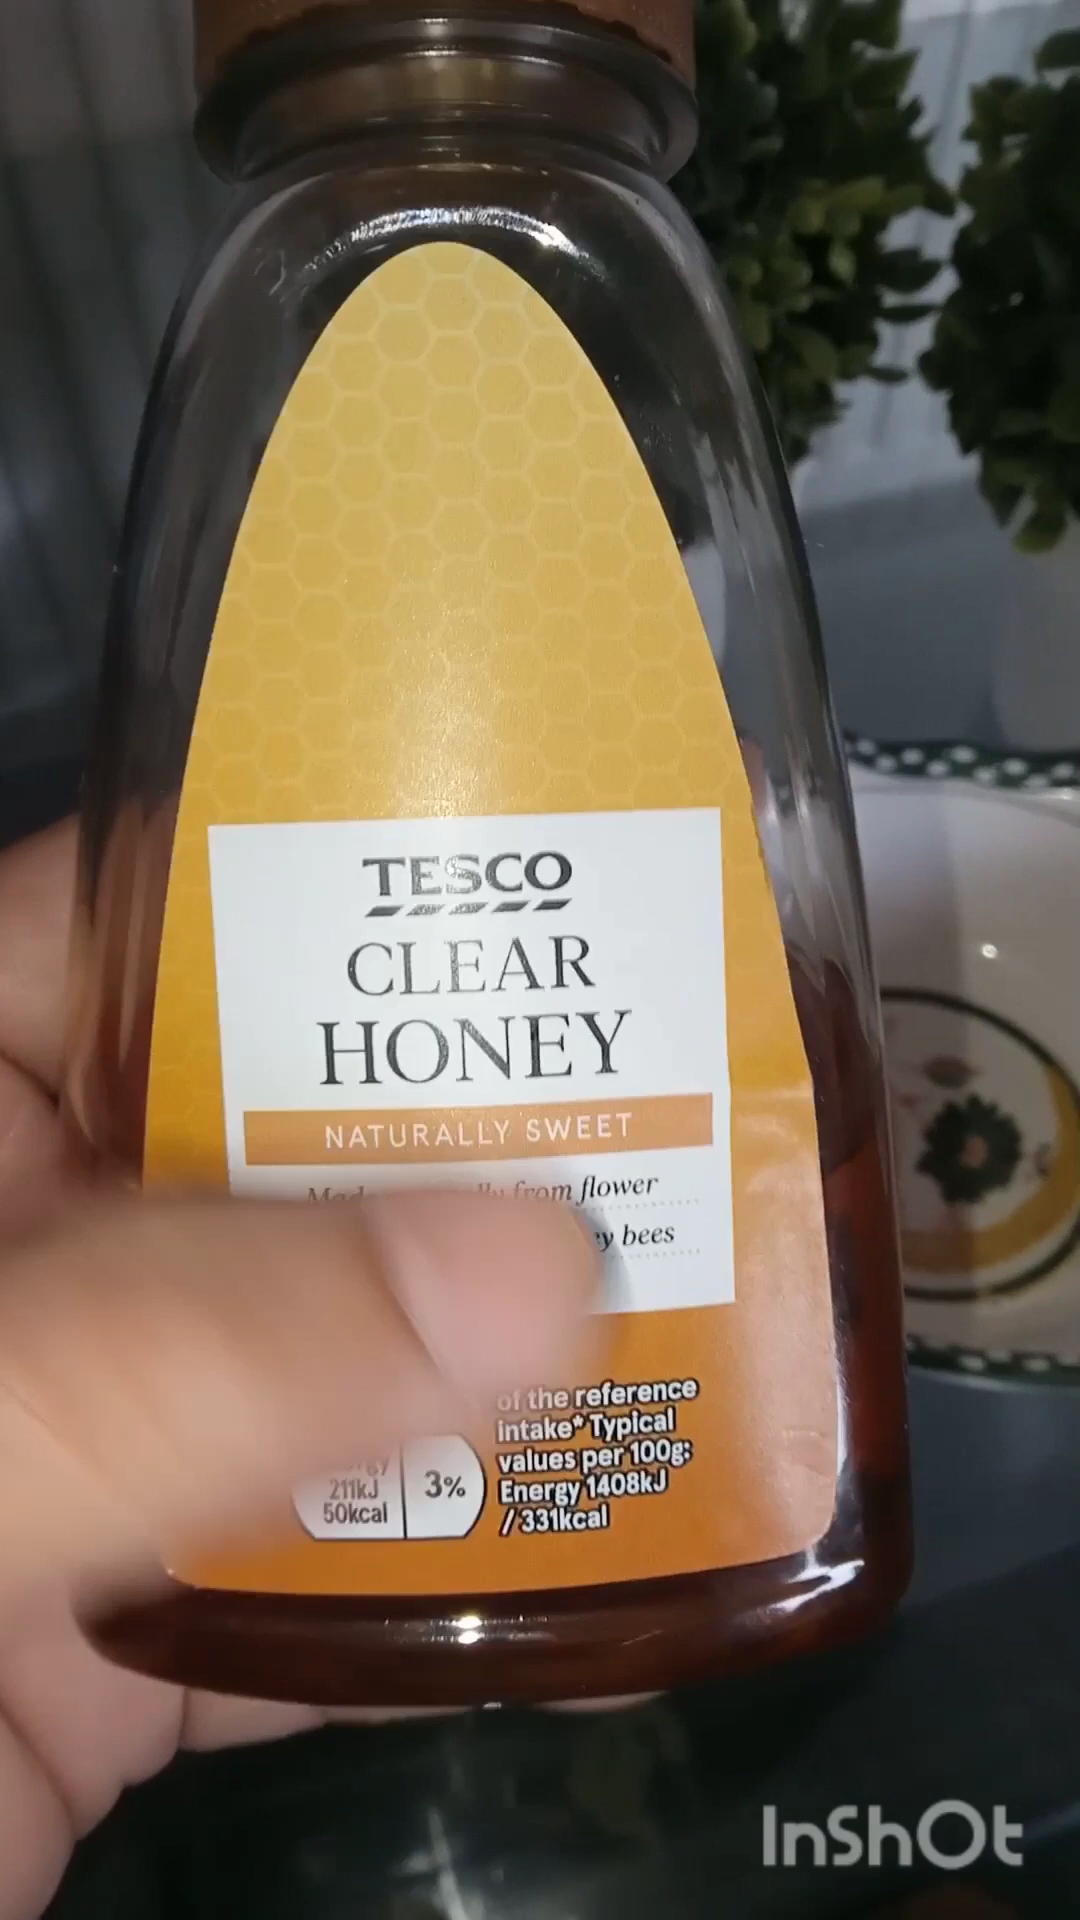 TESCO
CLEAR
HONEY
NATURALLY SWEET
from flower
bees
of the reference
intake* Typical
values per 100g:
Energy 1408kJ
/ 331kcal
211kJ
50kcal
3%
InShOt